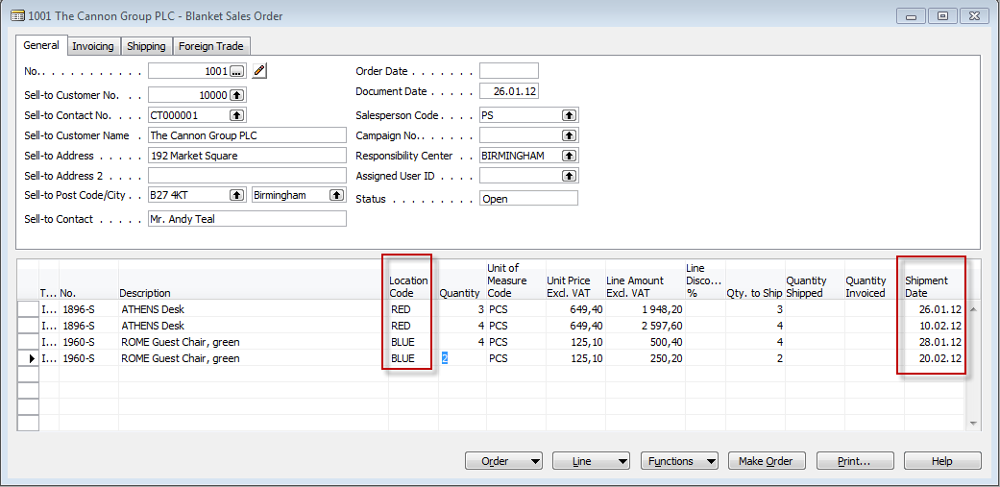 1001 The Cannon Group PLC - Blanket Sales Order
General Invoicing Shipping Foreign Trade
No. . . . . . . . . . . . 1001 ...
Order Date . . . . . . .
Sell-to Customer No. . . 10000
Document Date . . . . . 26.01.12
Sell-to Contact No. . . . CT000001
Salesperson Code . . . . PS
Sell-to Customer Name . The Cannon Group PLC
Campaign No. . . . . . .
Sell-to Address . . . . . 192 Market Square
Responsibility Center . . BIRMINGHAM
Sell-to Address 2 . . . .
Assigned User ID . . . .
Sell-to Post Code/City . . B27 4KT Birmingham
Status . . . . . . . . . Open
Sell-to Contact . . . . . Mr. Andy Teal
T... No. Description Location Code Quantity Unit of Measure Code Unit Price Excl. VAT Line Amount Excl. VAT Line Disco... % Qty. to Ship Quantity Shipped Quantity Invoiced Shipment Date
I... 1896-S ATHENS Desk RED 3 PCS 649,40 1 948,20 3 26.01.12
I... 1896-S ATHENS Desk RED 4 PCS 649,40 2 597,60 4 10.02.12
I... 1960-S ROME Guest Chair, green BLUE 4 PCS 125,10 500,40 4 28.01.12
I... 1960-S ROME Guest Chair, green BLUE 2 PCS 125,10 250,20 2 20.02.12
Order Line Functions Make Order Print... Help